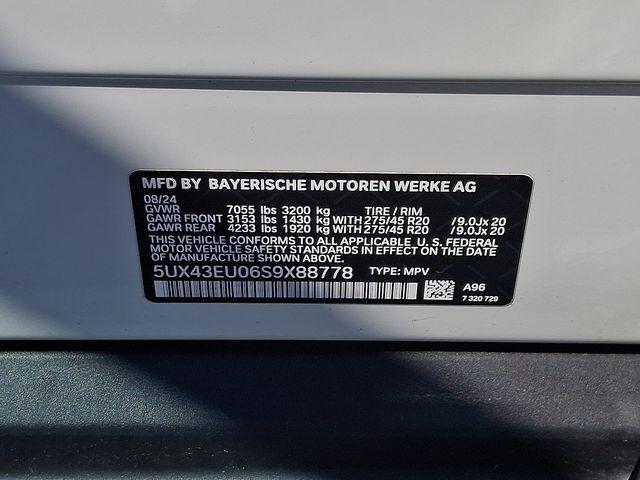 MFD BY BAYERISCHE MOTOREN WERKE AG
08/24
GVWR 7055 lbs 3200 kg TIRE / RIM
GAWR FRONT 3153 lbs 1430 kg WITH 275/45 R20 /9.0Jx 20
GAWR REAR 4233 lbs 1920 kg WITH 275/45 R20 /9.0Jx 20
THIS VEHICLE CONFORMS TO ALL APPLICABLE U. S. FEDERAL
MOTOR VEHICLE SAFETY STANDARDS IN EFFECT ON THE DATE
OF MANUFACTURE SHOWN ABOVE.
5UX43EU06S9X88778 TYPE: MPV
A96
7 320 729